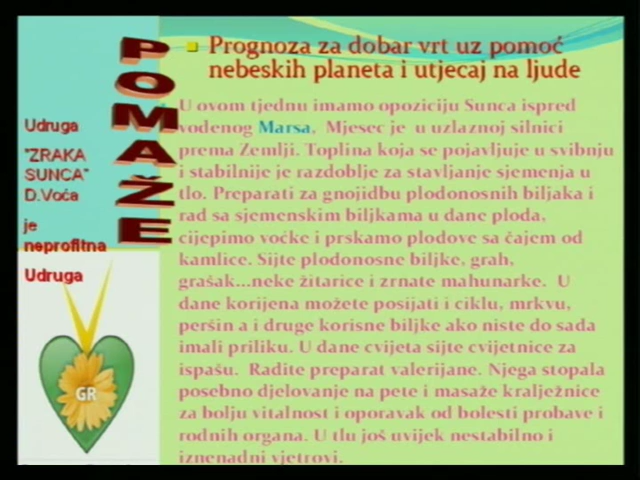 Prognoza za dobar vrt uz pomoć
nebeskih planeta i utjecaj na ljude
POMAŽE
Udruga
"ZRAKA
SUNCA"
D.Voća
je
neprofitna
Udruga
GR
U ovom tjednu imamo opoziciju Sunca ispred
vodenog Marsa. Mjesec je u uzlaznoj silnici
prema Zemlji. Toplina koja se pojavljuje u svibnju
i stabilnije je razdoblje za stavljanje sjemenja u
tlo. Preparati za gnojidbu plodonosnih biljaka i
rad sa sjemenskim biljkama u dane ploda,
cijepimo voćke i prskamo plodove sa čajem od
kamlice. Sijte plodonosne biljke, grah,
grašak...neke žitarice i zrnate mahunarke. U
dane korijena možete posijati i ciklu, mrkvu,
peršin a i druge korisne biljke ako niste do sada
imali priliku. U dane cvijeta sijte cvijetnice za
ispašu. Radite preparat valerijane. Njega stopala
posebno djelovanje na pete i masaže kralježnice
za bolju vitalnost i oporavak od bolesti probave i
rodnih organa. U tlu još uvijek nestabilno i
iznenadni vjetrovi.